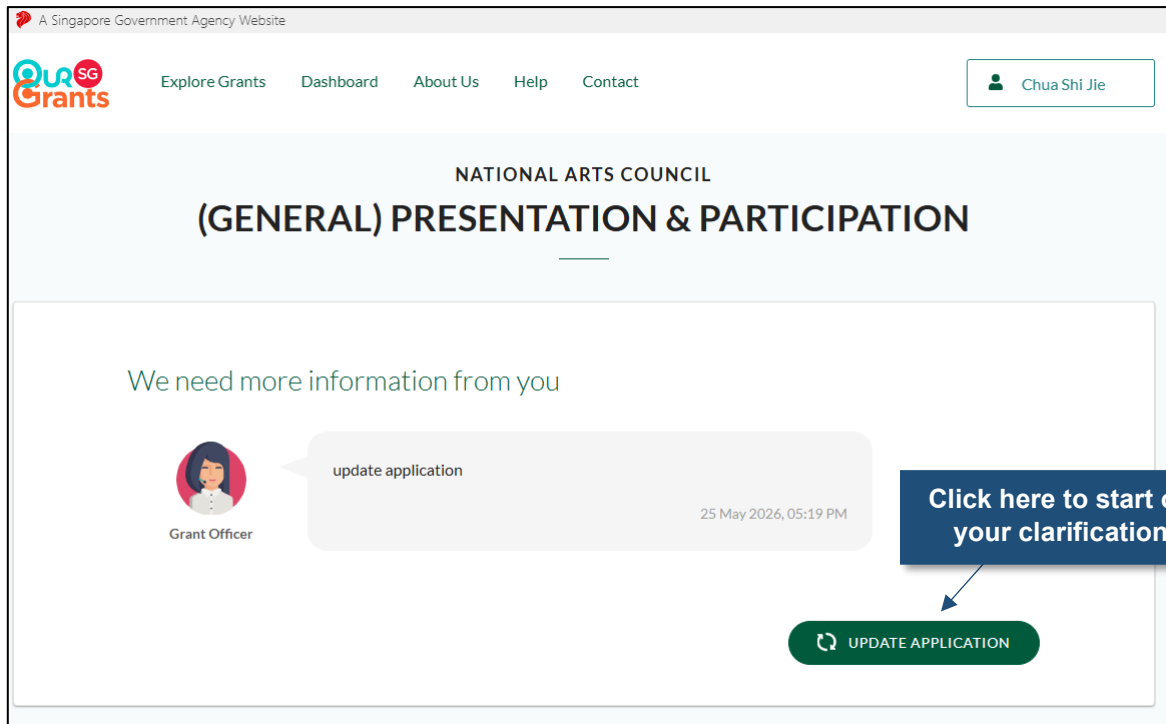 A Singapore Government Agency Website
OUR SG
Grants
Explore Grants Dashboard About Us Help Contact
Chua Shi Jie
NATIONAL ARTS COUNCIL
(GENERAL) PRESENTATION & PARTICIPATION
We need more information from you
update application
25 May 2026, 05:19 PM
Grant Officer
Click here to start
your clarification
UPDATE APPLICATION